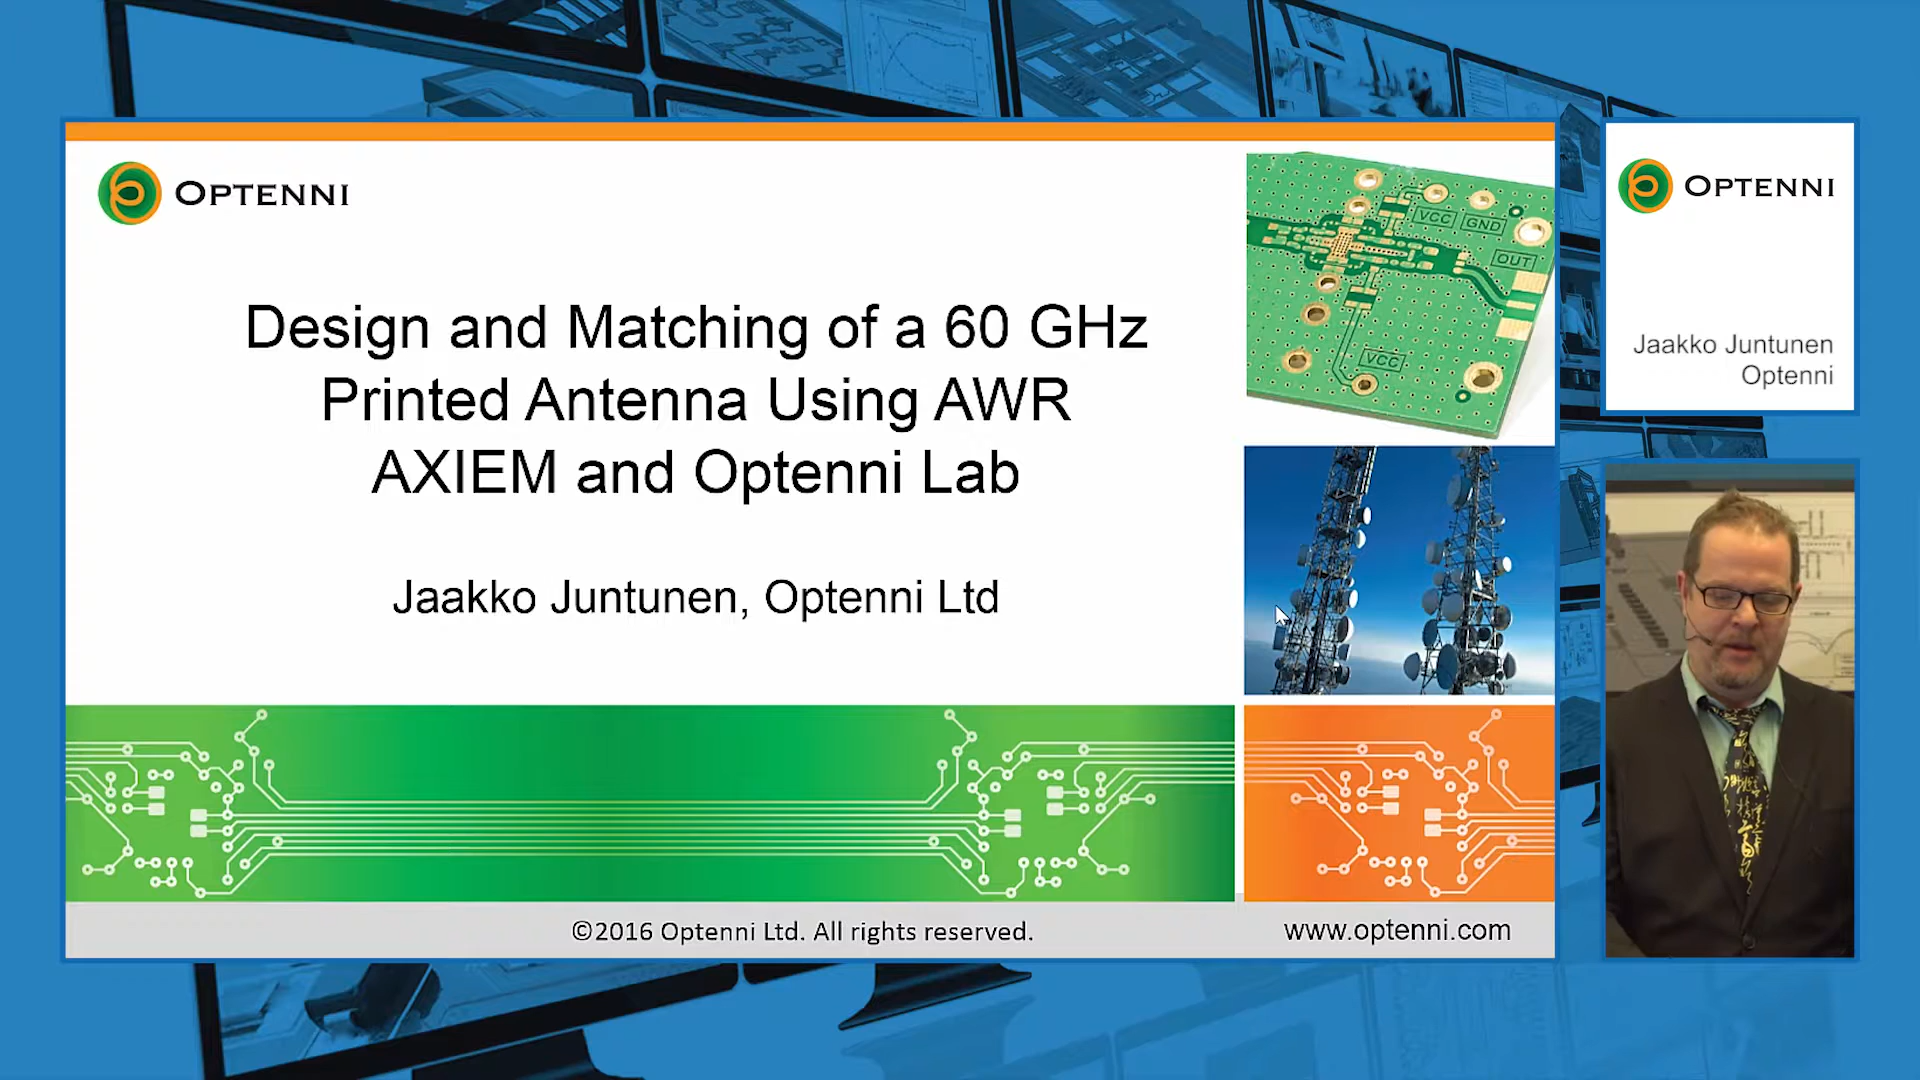 OPTENNI
Design and Matching of a 60 GHz
Printed Antenna Using AWR
AXIEM and Optenni Lab
Jaakko Juntunen, Optenni Ltd
VCC
GND
OUT
VCC
©2016 Optenni Ltd. All rights reserved.
www.optenni.com
OPTENNI
Jaakko Juntunen
Optenni